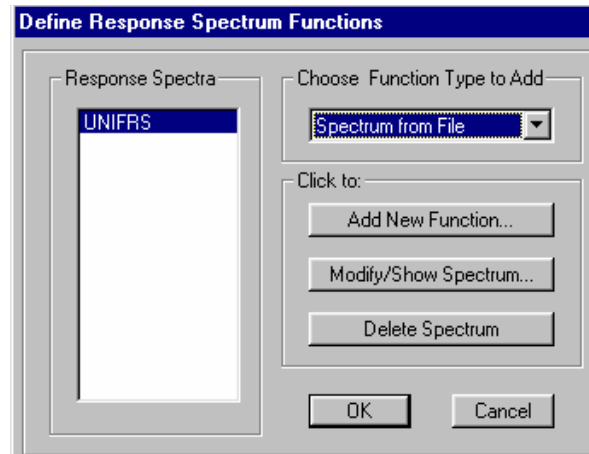 Define Response Spectrum Functions
Response Spectra
UNIFRS
Choose Function Type to Add
Spectrum from File
Click to:
Add New Function...
Modify/Show Spectrum...
Delete Spectrum
OK
Cancel